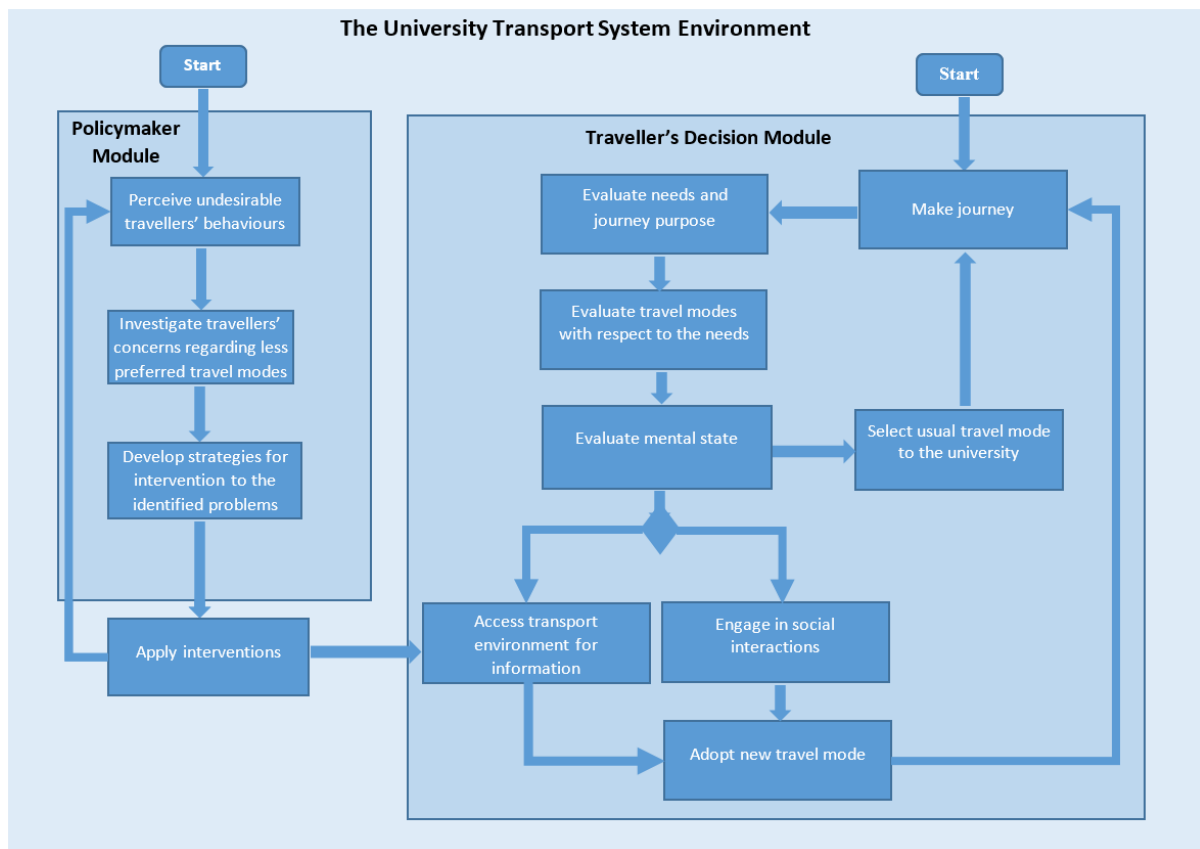 The University Transport System Environment
Start
Start
Policymaker
Module
Traveller's Decision Module
Perceive undesirable
travellers' behaviours
Evaluate needs and
journey purpose
Make journey
Investigate travellers'
concerns regarding less
preferred travel modes
Evaluate travel modes
with respect to the needs
Develop strategies for
intervention to the
identified problems
Evaluate mental state
Select usual travel mode
to the university
Apply interventions
Access transport
environment for
information
Engage in social
interactions
Adopt new travel mode